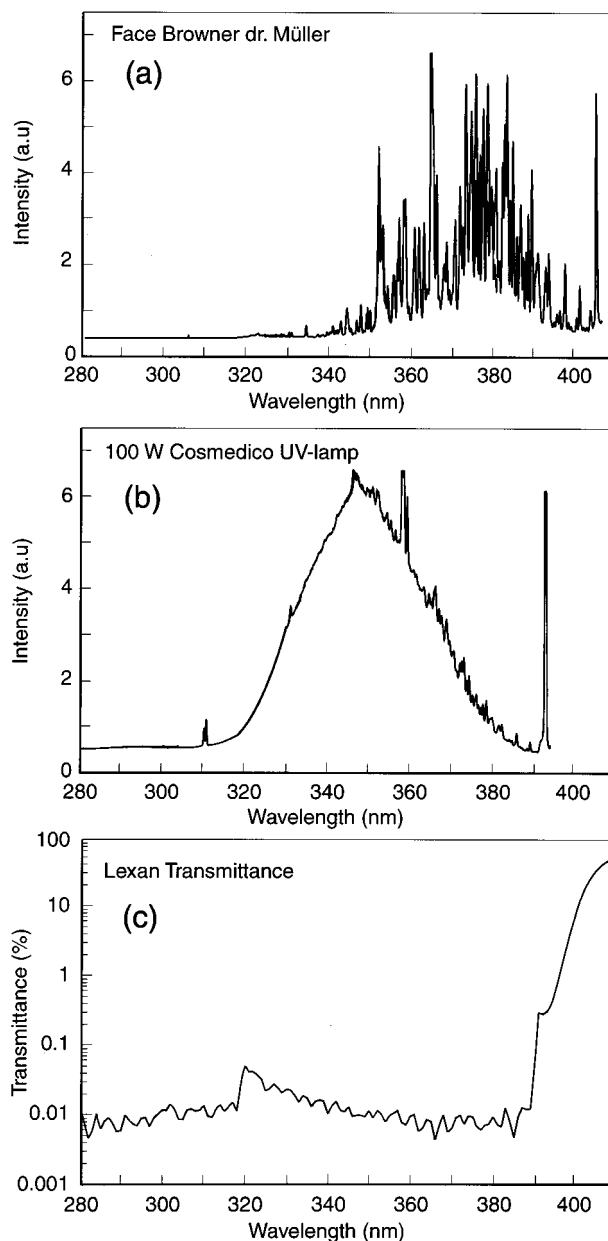 Face Browner dr. Müller
(a)
Intensity (a.u)
6
4
2
0
280 300 320 340 360 380 400
Wavelength (nm)
100 W Cosmedico UV-lamp
(b)
Intensity (a.u)
6
4
2
0
280 300 320 340 360 380 400
Wavelength (nm)
Lexan Transmittance
(c)
Transmittance (%)
100
10
1
0.1
0.01
0.001
280 300 320 340 360 380 400
Wavelength (nm)